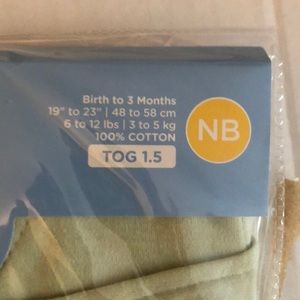 Birth to 3 Months
19" to 23" | 48 to 58 cm
6 to 12 lbs | 3 to 5 kg
100% COTTON
TOG 1.5
NB